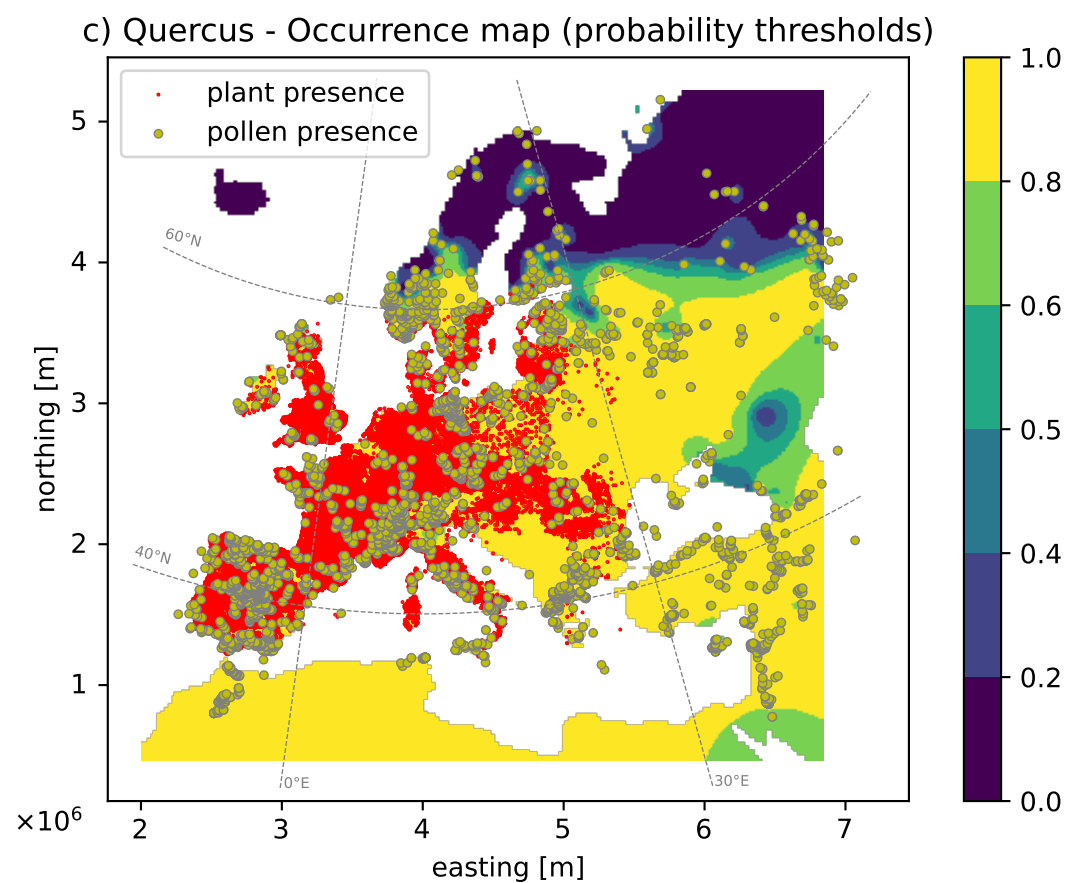 c) Quercus - Occurrence map (probability thresholds)
plant presence
pollen presence
60°N
40°N
0°E
30°E
5
4
3
2
1
northing [m]
×10⁶
2 3 4 5 6 7
easting [m]
1.0
0.8
0.6
0.5
0.4
0.2
0.0